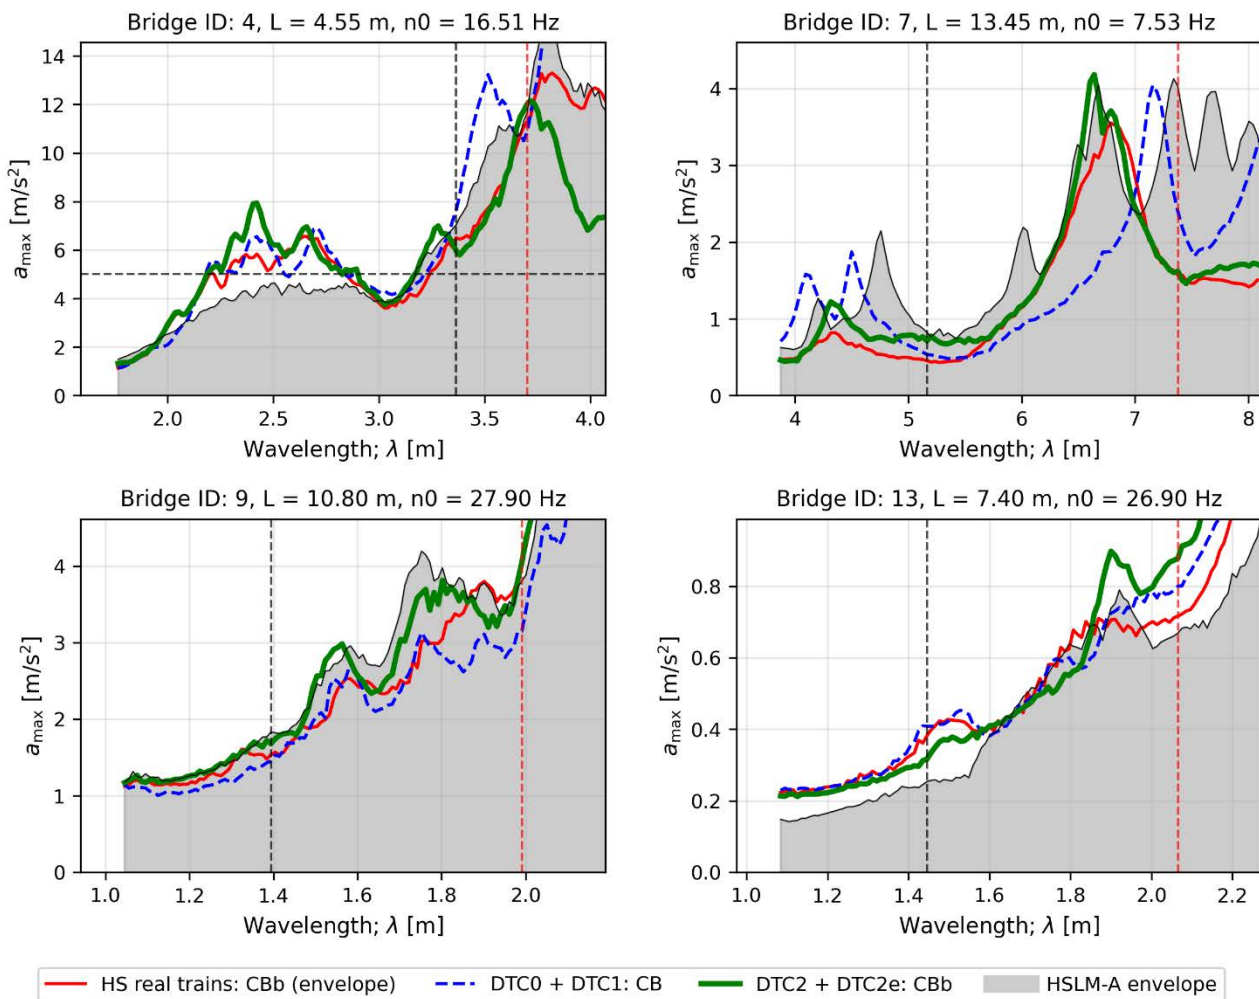 Bridge ID: 4, L = 4.55 m, n0 = 16.51 Hz
14
12
10
8
6
4
2
0
a_max [m/s²]
2.0 2.5 3.0 3.5 4.0
Wavelength; λ [m]
Bridge ID: 7, L = 13.45 m, n0 = 7.53 Hz
4
3
2
1
0
a_max [m/s²]
4 5 6 7 8
Wavelength; λ [m]
Bridge ID: 9, L = 10.80 m, n0 = 27.90 Hz
4
3
2
1
0
a_max [m/s²]
1.0 1.2 1.4 1.6 1.8 2.0
Wavelength; λ [m]
Bridge ID: 13, L = 7.40 m, n0 = 26.90 Hz
0.8
0.6
0.4
0.2
0.0
a_max [m/s²]
1.0 1.2 1.4 1.6 1.8 2.0 2.2
Wavelength; λ [m]
HS real trains: CBb (envelope) DTC0 + DTC1: CB DTC2 + DTC2e: CBb HSLM-A envelope